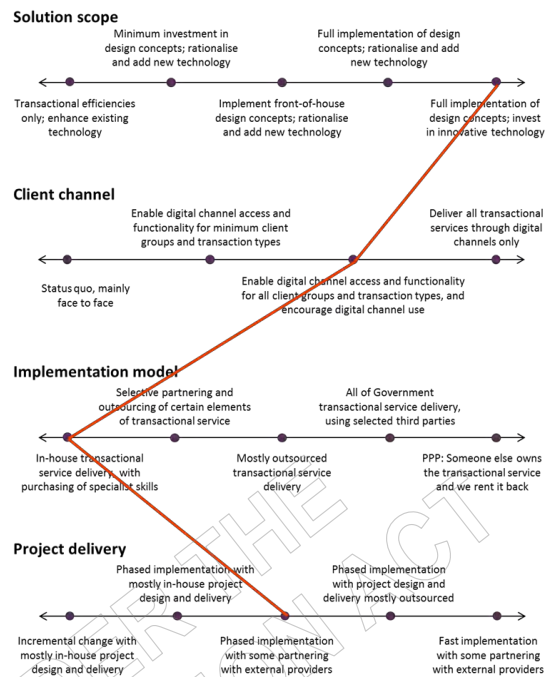 Solution scope
Minimum investment in
design concepts; rationalise
and add new technology
Full implementation of design
concepts; rationalise and add
new technology
Transactional efficiencies
only; enhance existing
technology
Implement front-of-house
design concepts; rationalise
and add new technology
Full implementation of
design concepts; invest
in innovative technology
Client channel
Enable digital channel access and
functionality for minimum client
groups and transaction types
Deliver all transactional
services through digital
channels only
Status quo, mainly
face to face
Enable digital channel access and functionality
for all client groups and transaction types, and
encourage digital channel use
Implementation model
Selective partnering and
outsourcing of certain elements
of transactional service
All of Government
transactional service delivery,
using selected third parties
In-house transactional
service delivery, with
purchasing of specialist skills
Mostly outsourced
transactional service
delivery
PPP: Someone else owns
the transactional service
and we rent it back
Project delivery
Phased implementation with
mostly in-house project
design and delivery
Phased implementation
with project design and
delivery mostly outsourced
Incremental change with
mostly in-house project
design and delivery
Phased implementation
with some partnering
with external providers
Fast implementation
with some partnering
with external providers
THE
ACT